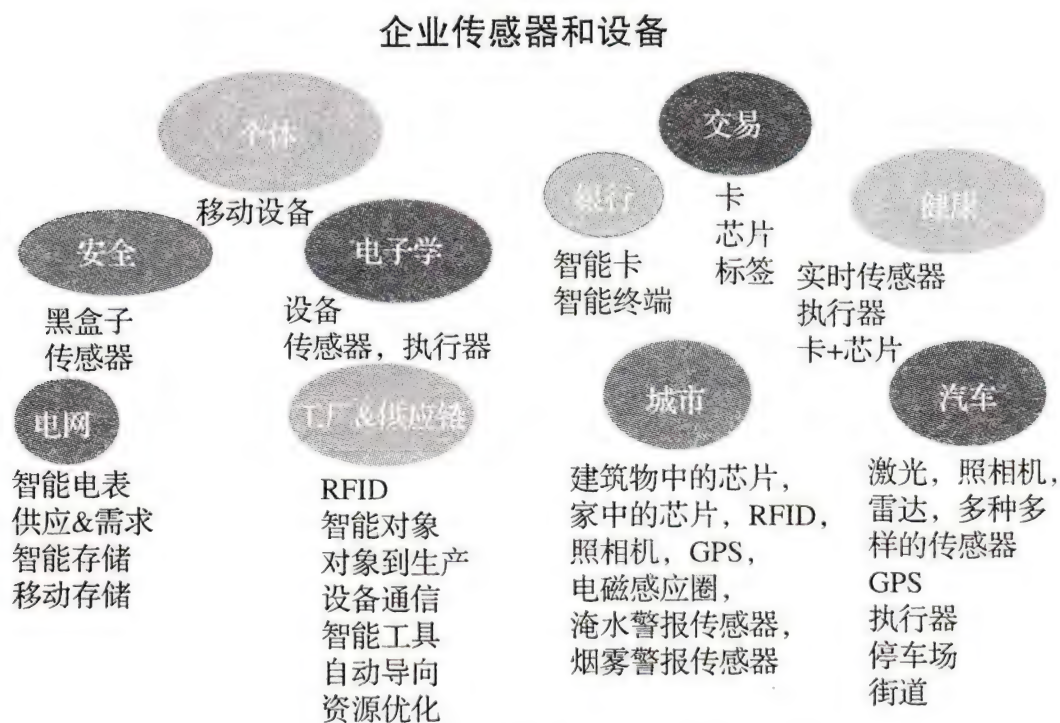 企业传感器和设备
个体
移动设备
安全
黑盒子
传感器
电子学
设备
传感器，执行器
电网
智能电表
供应&需求
智能存储
移动存储
工厂&供应链
RFID
智能对象
对象到生产
设备通信
智能工具
自动导向
资源优化
交易
卡
芯片
标签
银行
智能卡
智能终端
健康
实时传感器
执行器
卡+芯片
城市
建筑物中的芯片，
家中的芯片，RFID，
照相机，GPS，
电磁感应圈，
淹水警报传感器，
烟雾警报传感器
汽车
激光，照相机，
雷达，多种多
样的传感器
GPS
执行器
停车场
街道